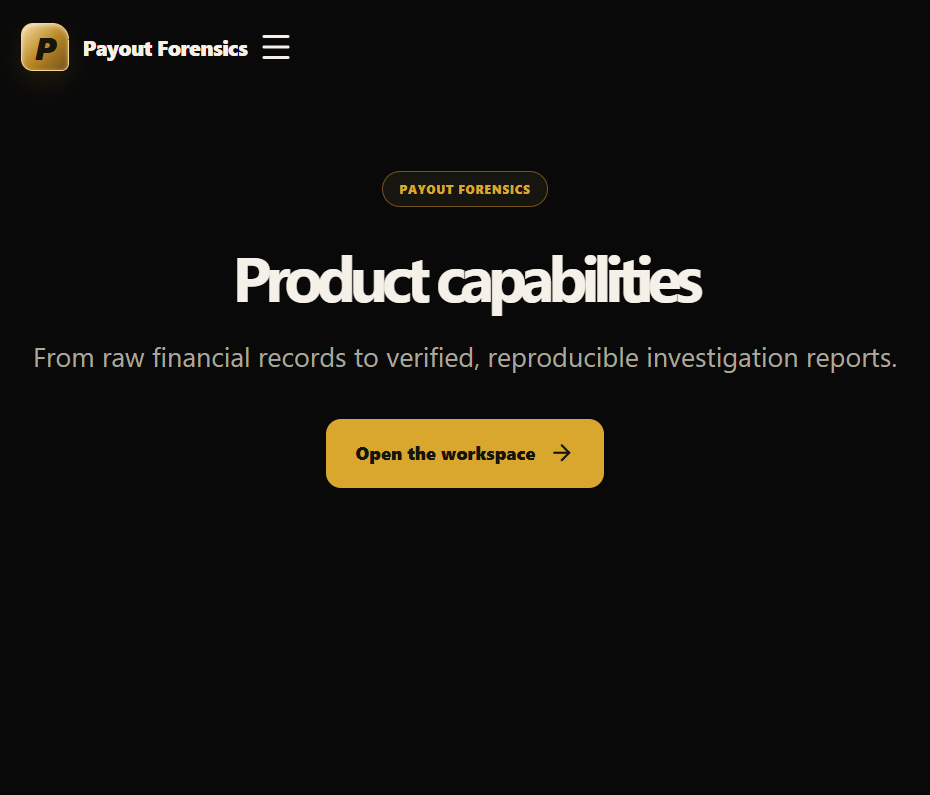 P
Payout Forensics
PAYOUT FORENSICS
Product capabilities
From raw financial records to verified, reproducible investigation reports.
Open the workspace